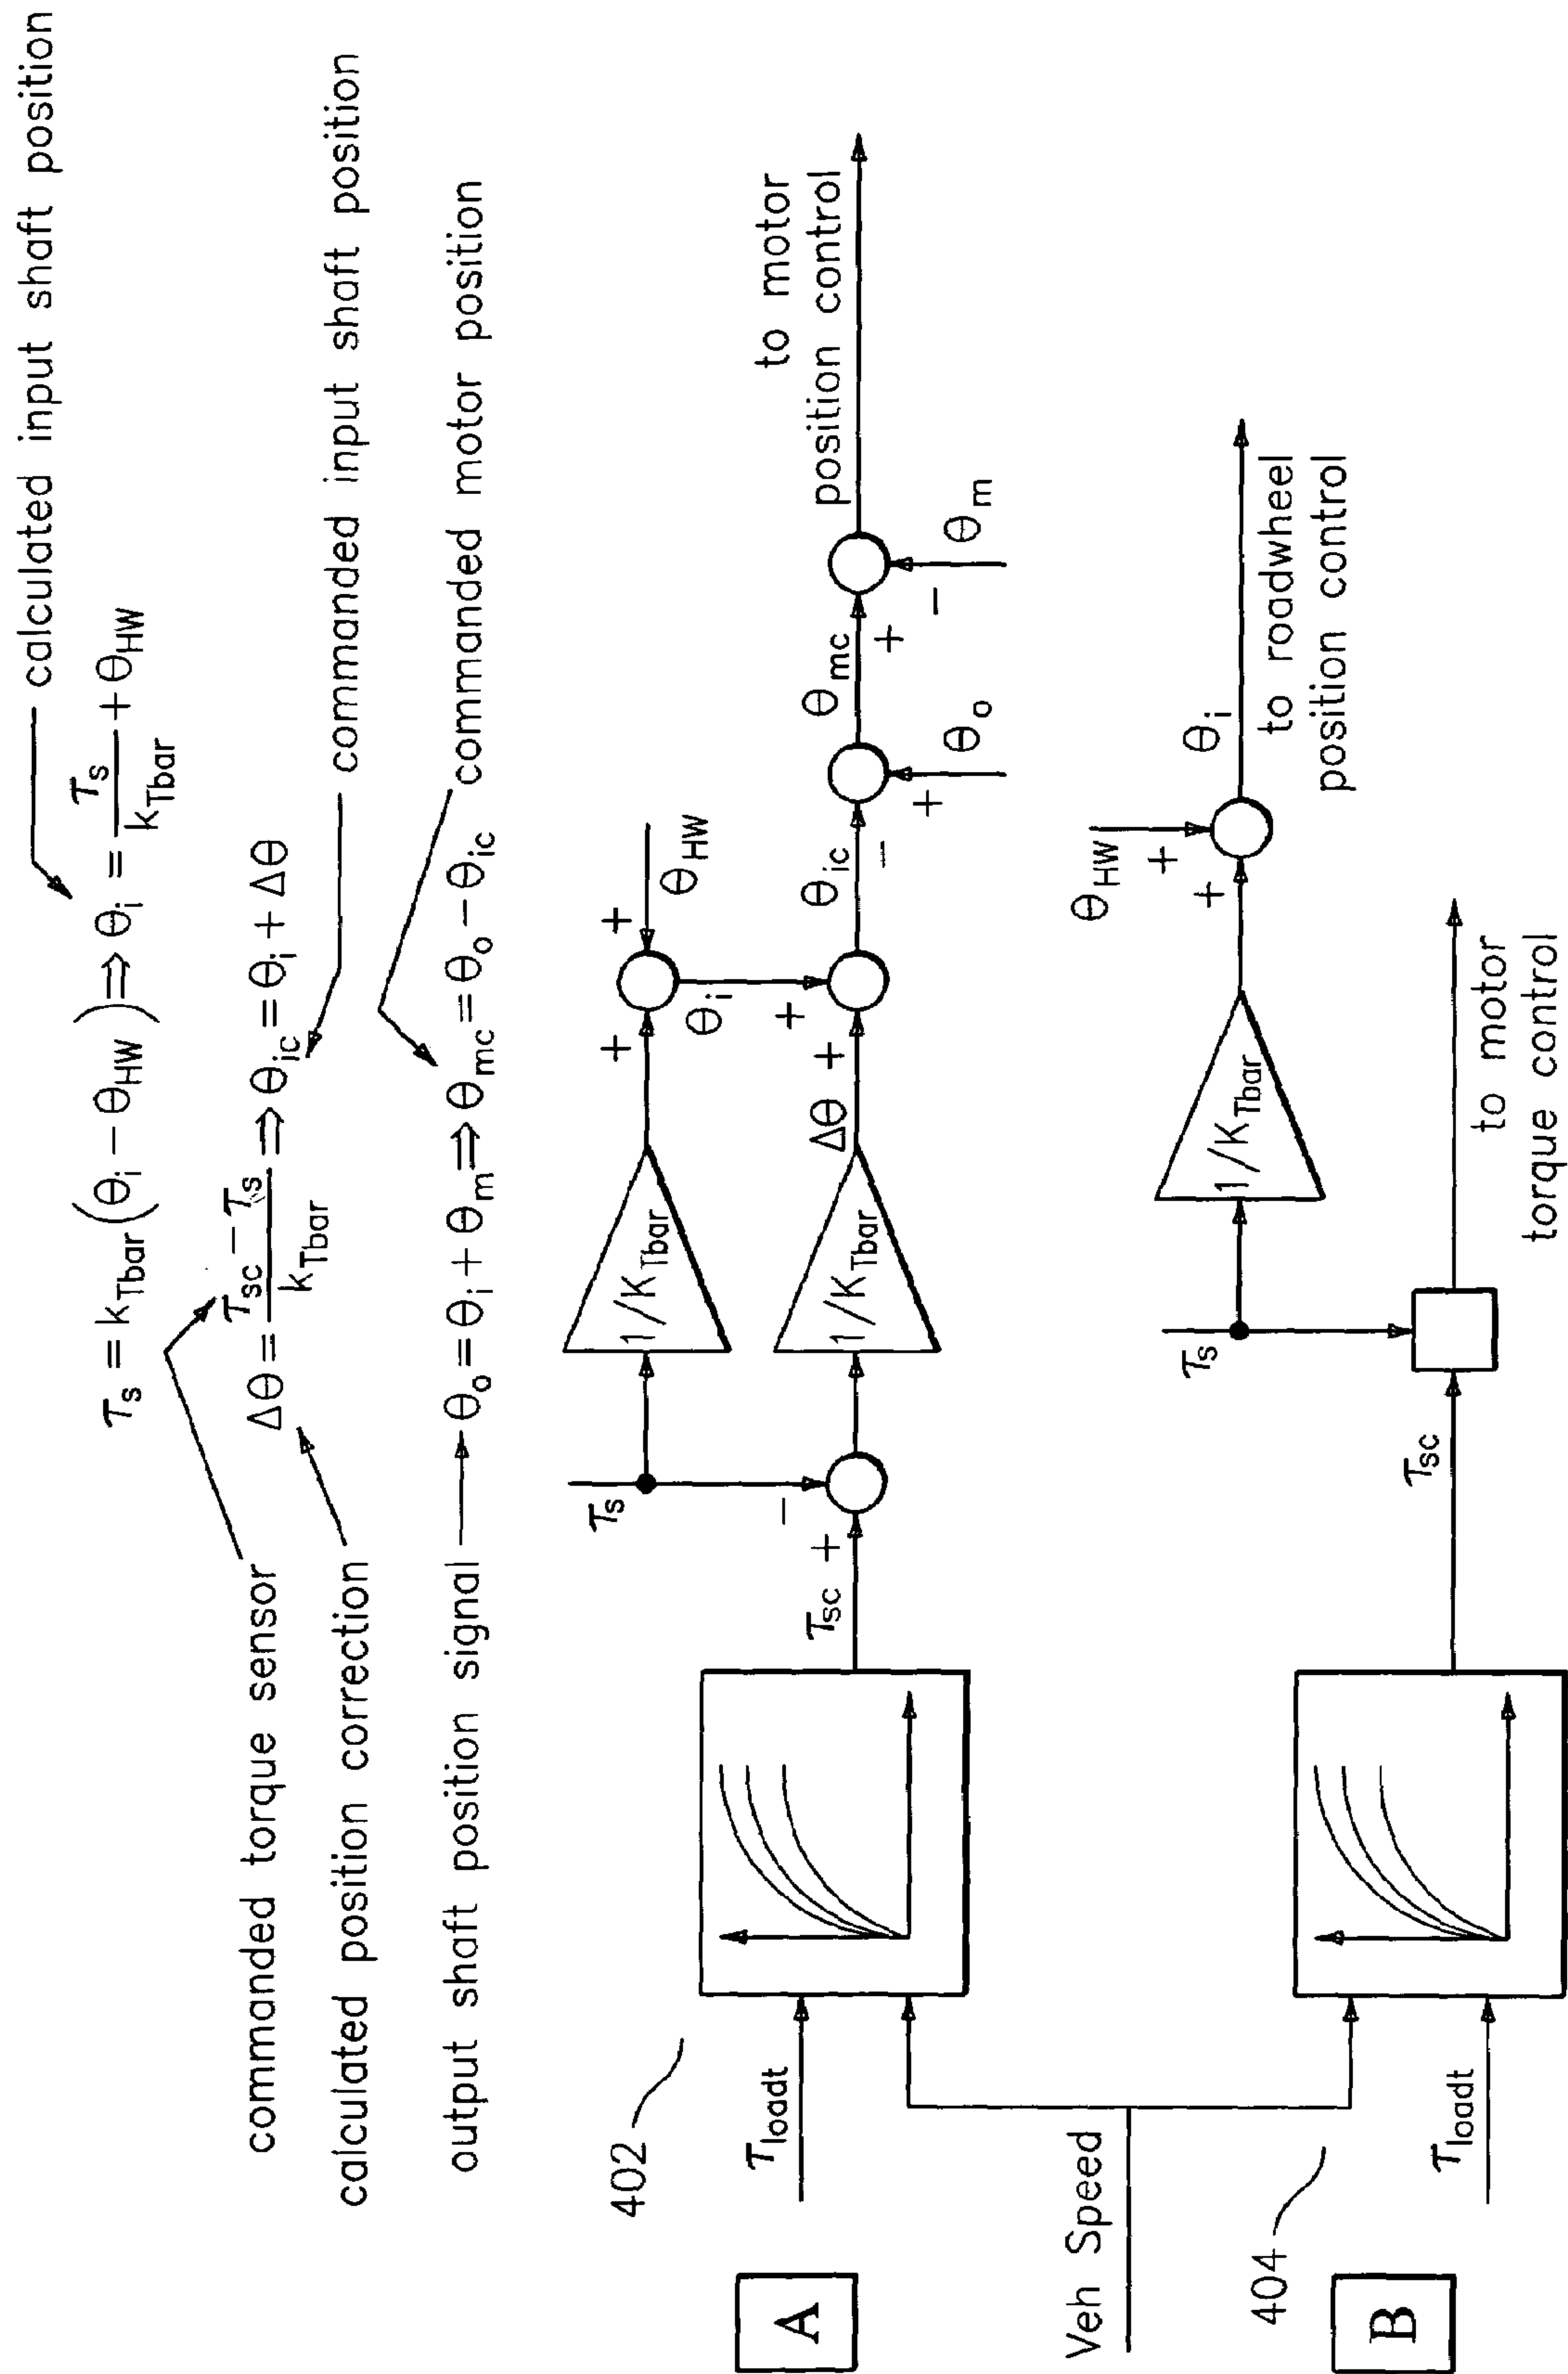 calculated input shaft position
τs = kTbar(θi − θHW) ⇒ θi = τs/kTbar + θHW
commanded torque sensor
Δθ = τsc − τs/kTbar ⇒ θic = θi + Δθ
commanded input shaft position
calculated position correction
commanded motor position
output shaft position signal
θo = θi + θm ⇒ θmc = θo − θic
402
A
τloadt
τsc
+
−
τs
1/KTbar
1/KTbar
Δθ
+
+
+
θHW
θi
+
θic
−
+
θo
θmc
+
−
θm
to motor
position control
Veh Speed
404
B
τloadt
τsc
τs
1/KTbar
+
θHW
+
θi
to roadwheel
position control
to motor
torque control